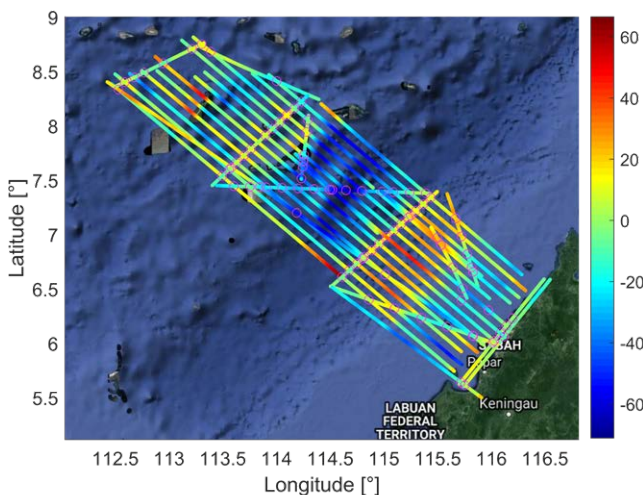 9
8.5
8
7.5
7
6.5
6
5.5
Latitude [°]
112.5 113 113.5 114 114.5 115 115.5 116 116.5
Longitude [°]
60
40
20
0
-20
-40
-60
SABAH
Papar
Keningau
LABUAN
FEDERAL
TERRITORY